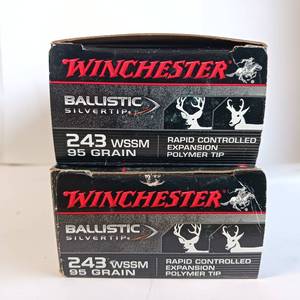 WINCHESTER
BALLISTIC
SILVERTIP
243 WSSM
95 GRAIN
RAPID CONTROLLED
EXPANSION
POLYMER TIP
WINCHESTER
BALLISTIC
SILVERTIP
243 WSSM
95 GRAIN
RAPID CONTROLLED
EXPANSION
POLYMER TIP